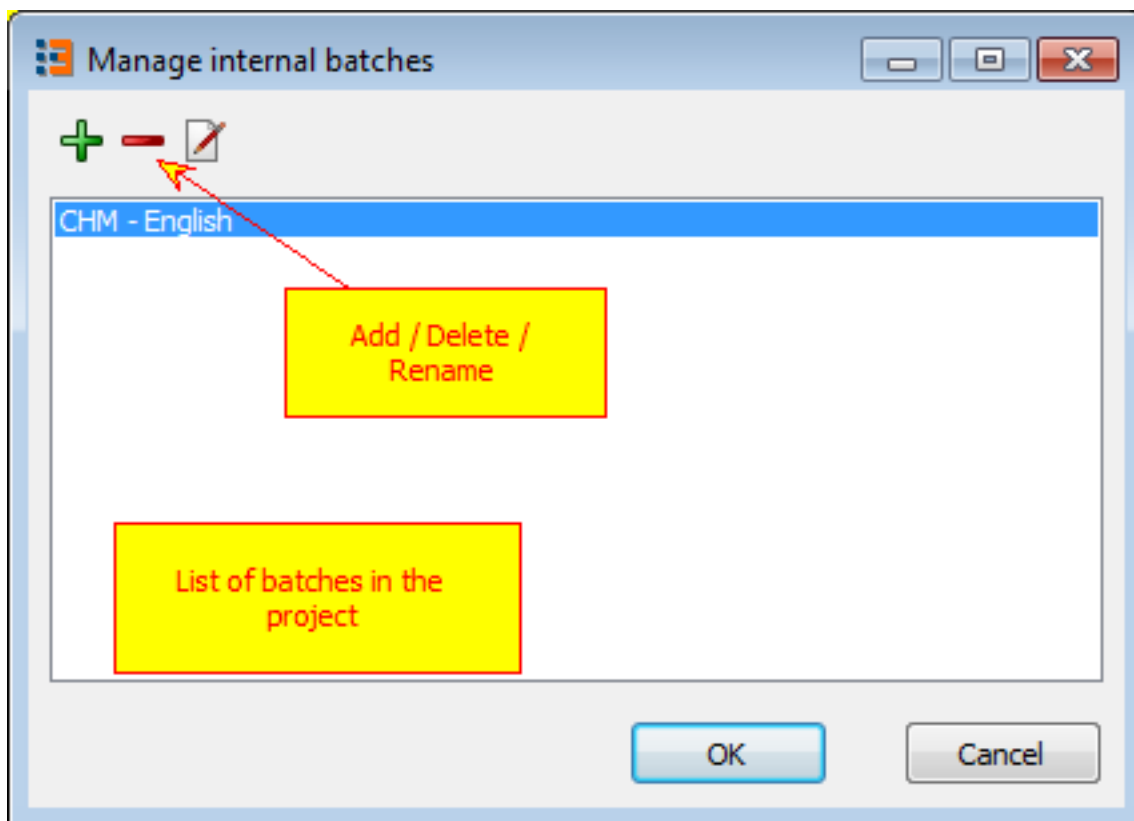 Manage internal batches
CHM - English
Add / Delete /
Rename
List of batches in the
project
OK
Cancel